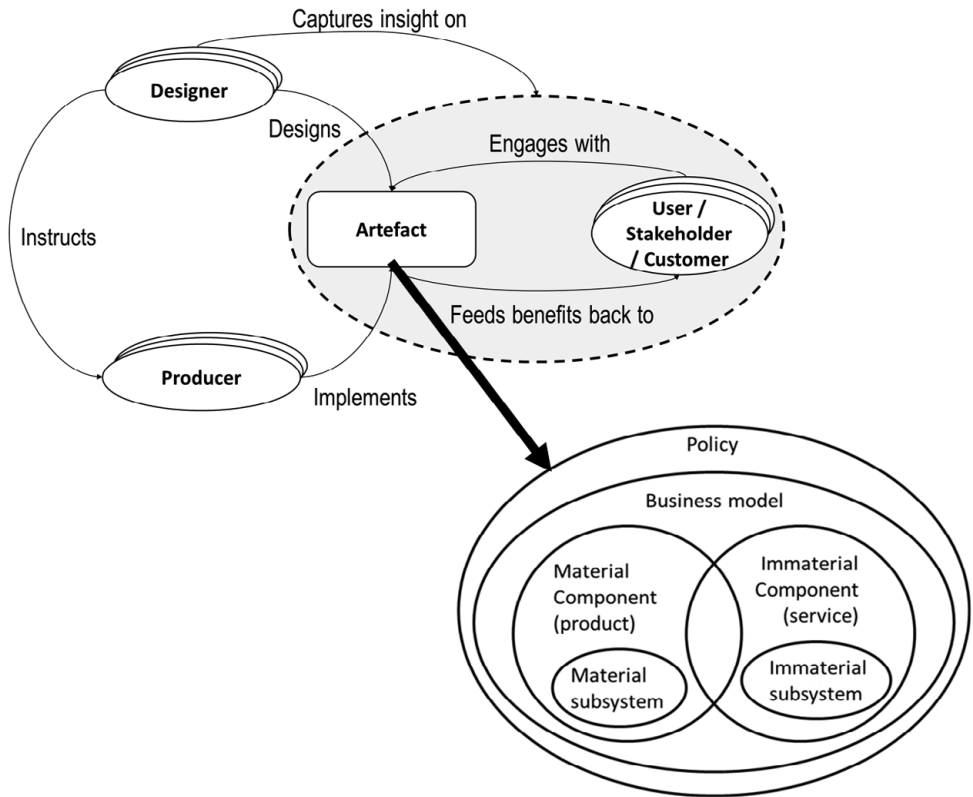 Captures insight on
Designer
Designs
Engages with
Instructs
Artefact
User /
Stakeholder
/ Customer
Feeds benefits back to
Producer
Implements
Policy
Business model
Material
Component
(product)
Immaterial
Component
(service)
Material
subsystem
Immaterial
subsystem